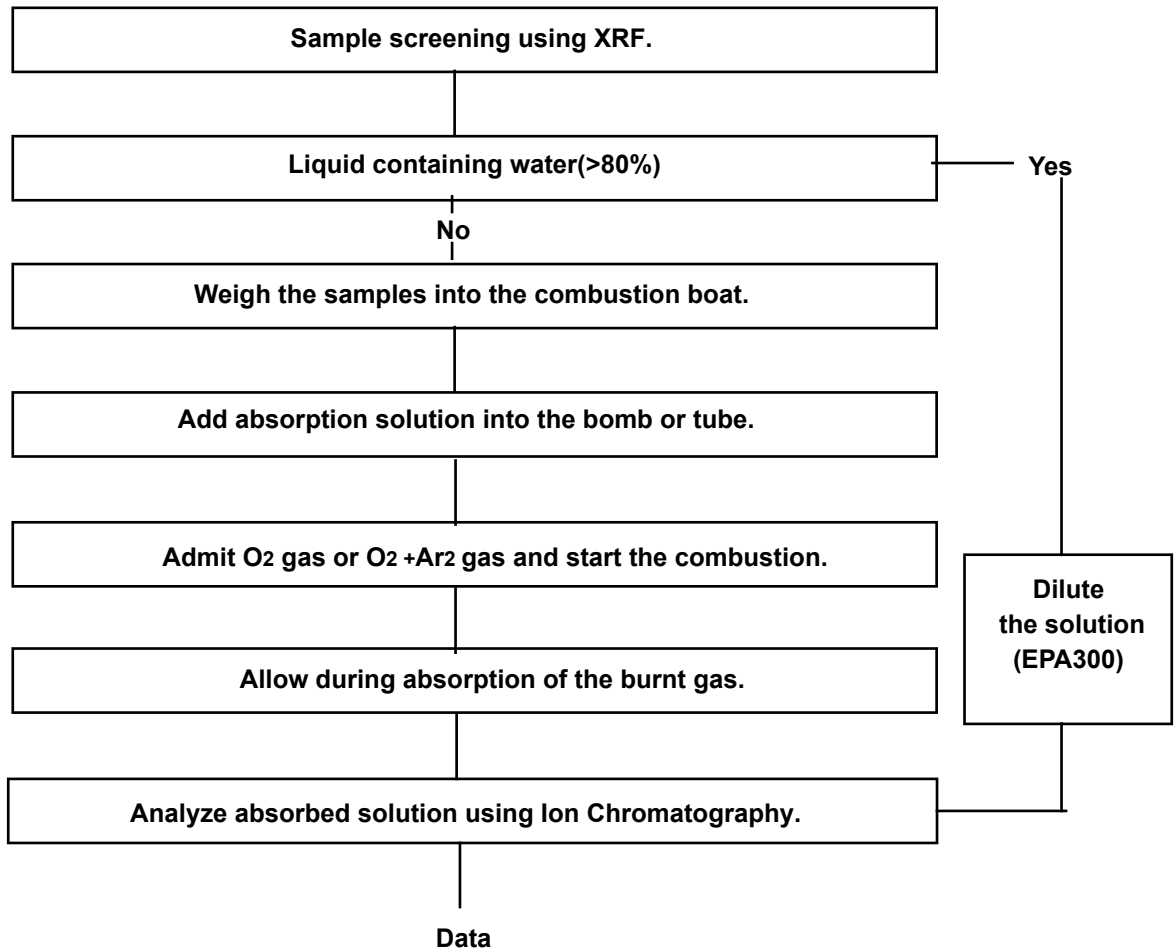 Sample screening using XRF.
Liquid containing water(>80%)
Yes
No
Weigh the samples into the combustion boat.
Add absorption solution into the bomb or tube.
Admit O2 gas or O2 +Ar2 gas and start the combustion.
Dilute
the solution
(EPA300)
Allow during absorption of the burnt gas.
Analyze absorbed solution using Ion Chromatography.
Data